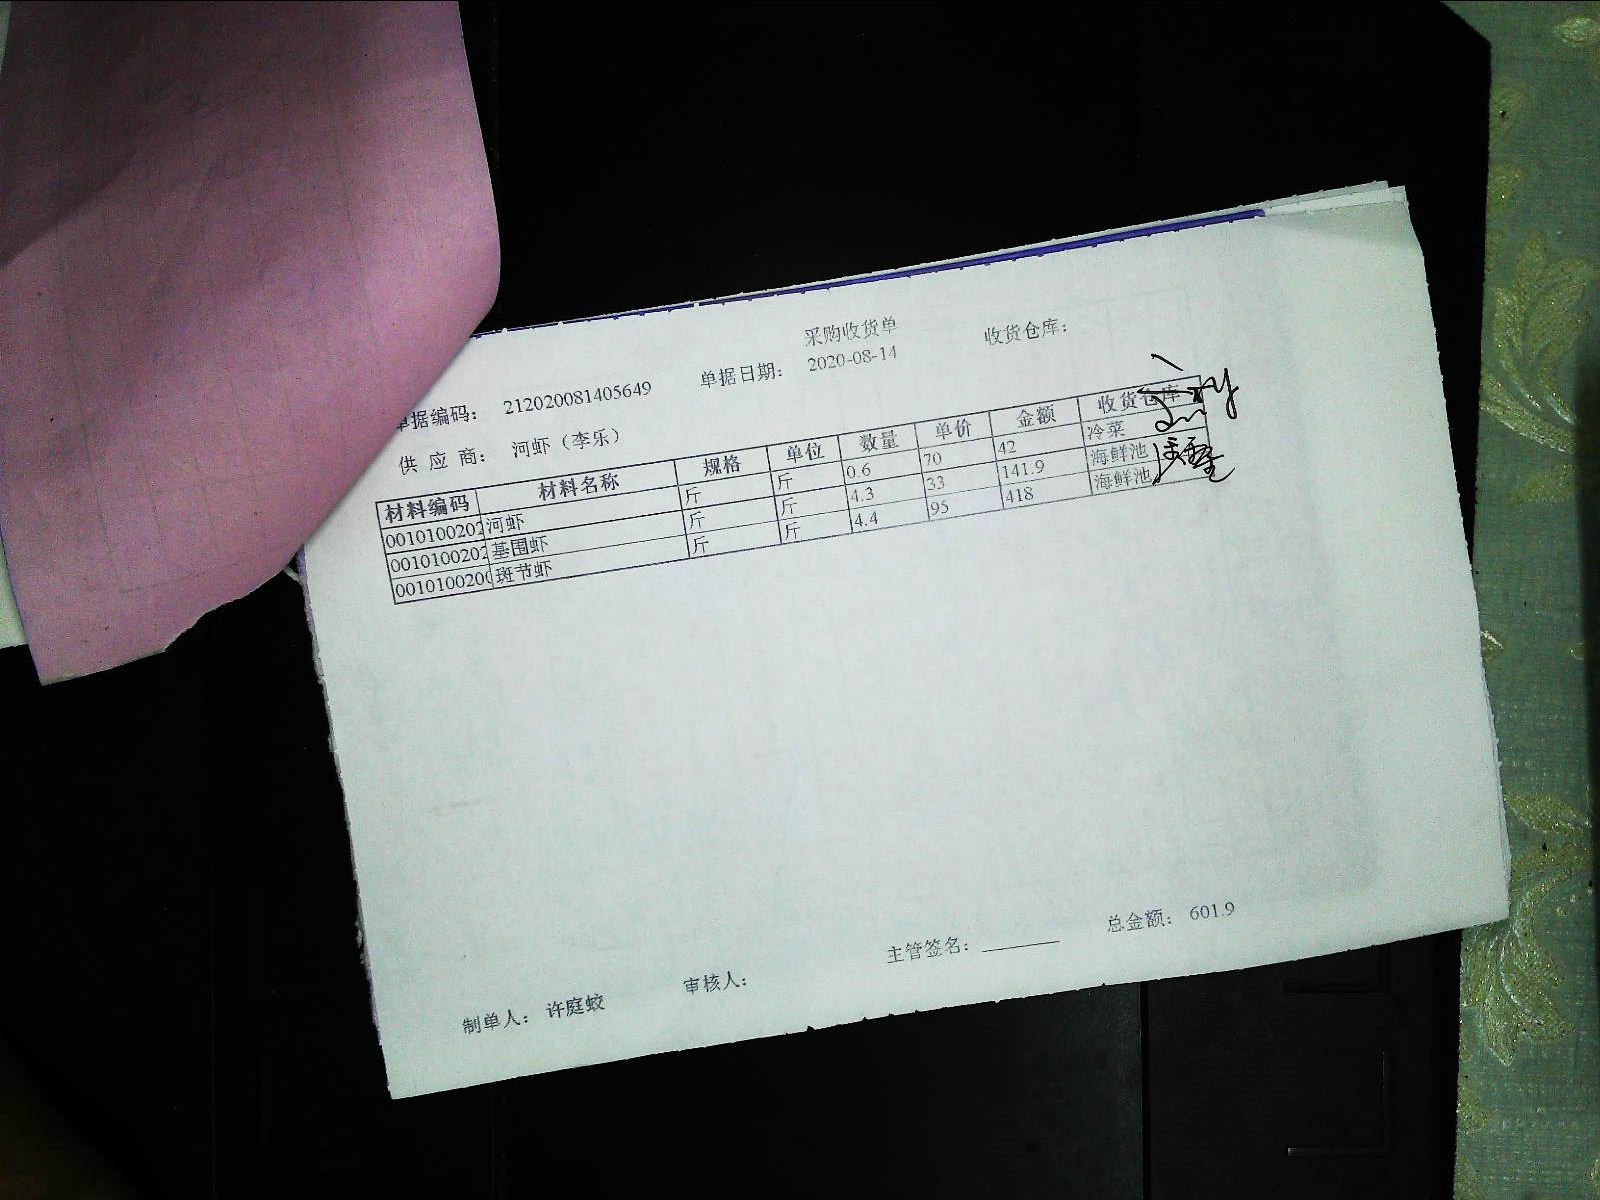 采购收货单
单据编码: 212020081405649 单据日期: 2020-08-14 收货仓库:
供 应 商: 河虾（李乐）
材料编码 材料名称 规格 单位 数量 单价 金额 收货仓库
0010100202 河虾 斤 斤 0.6 70 42 冷菜
0010100202 基围虾 斤 斤 4.3 33 141.9 海鲜池
001010020 斑节虾 斤 斤 4.4 95 418 海鲜池
制单人: 许庭蛟 审核人: 主管签名: 总金额: 601.9